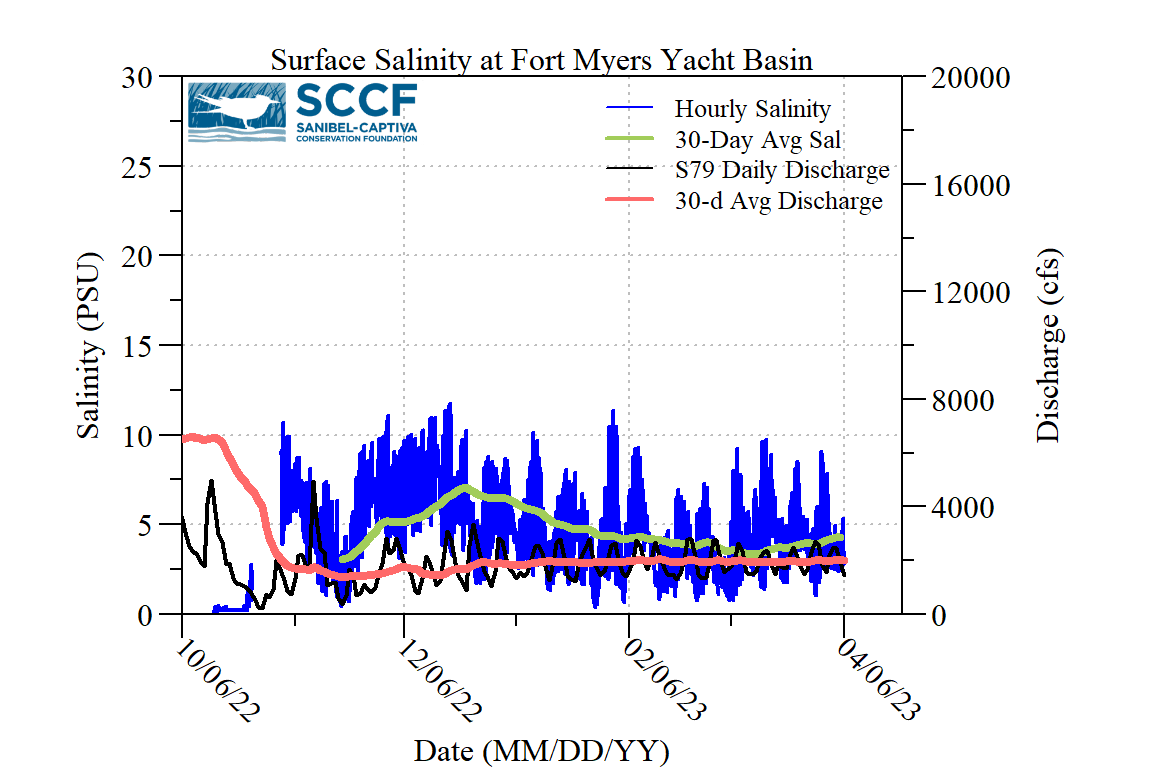 Surface Salinity at Fort Myers Yacht Basin
SCCF
SANIBEL-CAPTIVA
CONSERVATION FOUNDATION
Hourly Salinity
30-Day Avg Sal
S79 Daily Discharge
30-d Avg Discharge
30
25
20
15
10
5
0
Salinity (PSU)
20000
16000
12000
8000
4000
0
Discharge (cfs)
10/06/22
12/06/22
02/06/23
04/06/23
Date (MM/DD/YY)